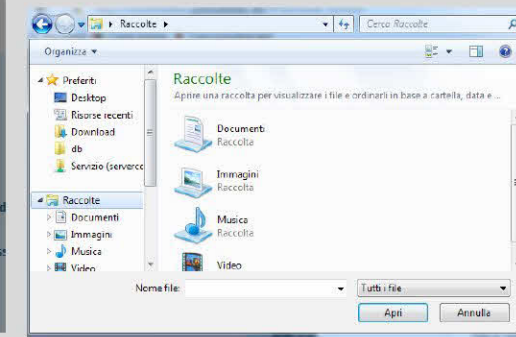 Raccolte
Cerca Raccolte
Organizza
Preferiti
Desktop
Risorse recenti
Download
db
Servizio (servercc
Raccolte
Documenti
Immagini
Musica
Video
Raccolte
Aprire una raccolta per visualizzare i file e ordinarli in base a cartella, data e ...
Documenti
Raccolta
Immagini
Raccolta
Musica
Raccolta
Video
Nome file:
Tutti i file
Apri
Annulla